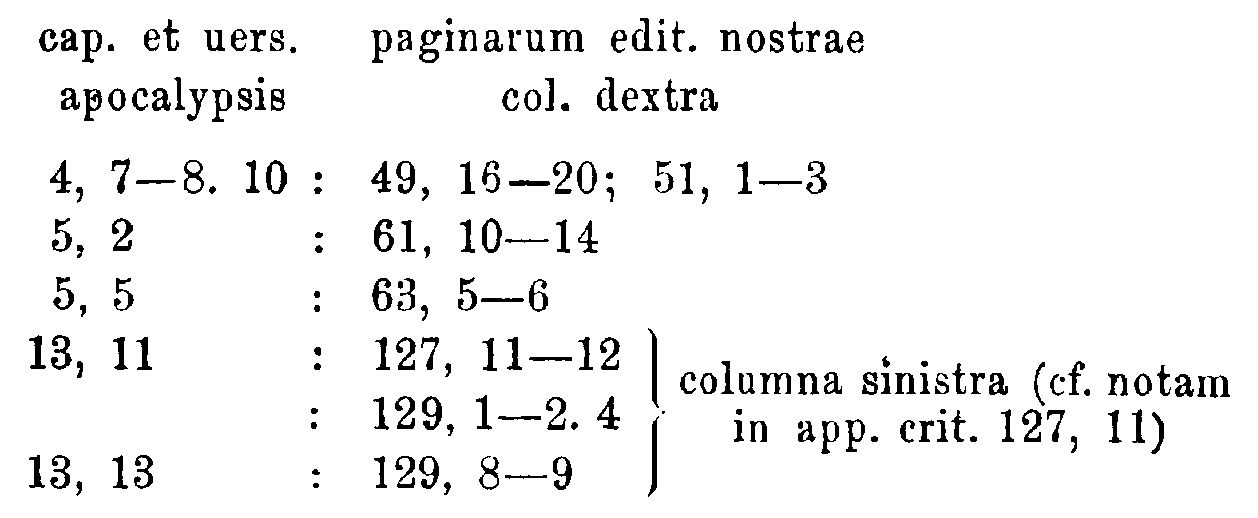 cap. et uers. paginarum edit. nostrae
apocalypsis col. dextra
4, 7—8. 10 : 49, 16—20; 51, 1—3
5, 2 : 61, 10—14
5, 5 : 63, 5—6
13, 11 : 127, 11—12
: 129, 1—2. 4
13, 13 : 129, 8—9
columna sinistra (cf. notam
in app. crit. 127, 11)